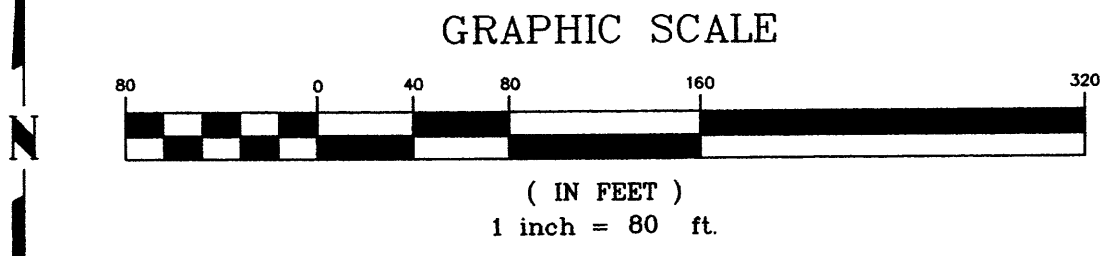 GRAPHIC SCALE
80 0 40 80 160 320
N
( IN FEET )
1 inch = 80 ft.